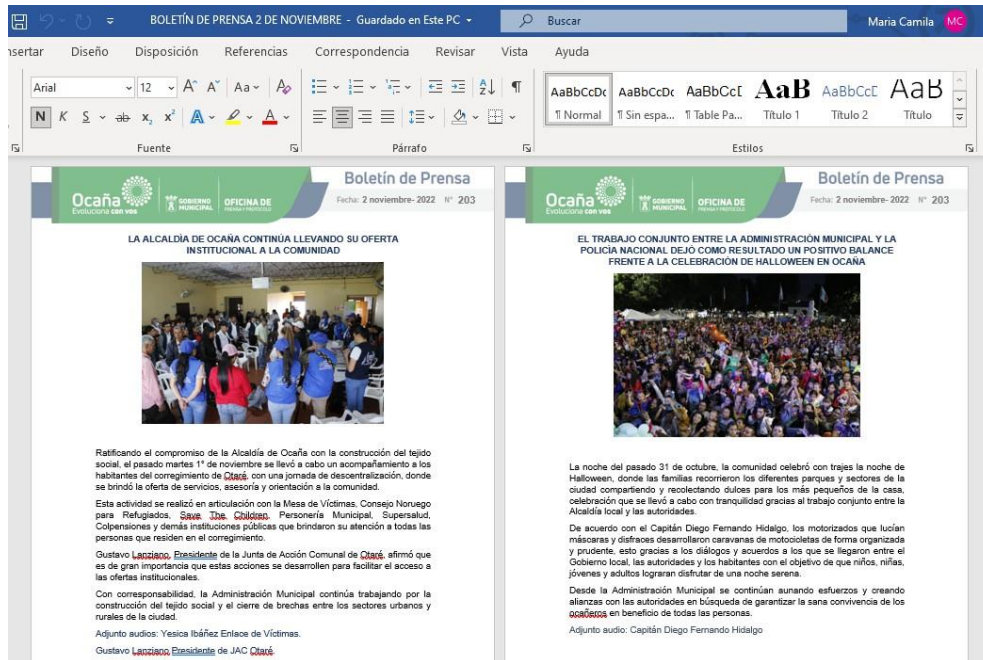 BOLETÍN DE PRENSA 2 DE NOVIEMBRE - Guardado en Este PC
Buscar
Maria Camila MC
nsertar Diseño Disposición Referencias Correspondencia Revisar Vista Ayuda
Arial 12 A A Aa A
N K S ab x₂ x² A A
AaBbCcDc AaBbCcDc AaBbCcI AaB AaBbCcE AaB
¶ Normal ¶ Sin espa... ¶ Table Pa... Título 1 Título 2 Título
Fuente Párrafo Estilos
Boletín de Prensa
Ocaña
Evoluciona con vos
GOBIERNO MUNICIPAL
OFICINA DE
PRENSA Y PROTOCOLO
Fecha: 2 noviembre- 2022 N° 203
LA ALCALDÌA DE OCAÑA CONTINÚA LLEVANDO SU OFERTA
INSTITUCIONAL A LA COMUNIDAD
Ratificando el compromiso de la Alcaldía de Ocaña con la construcción del tejido
social, el pasado martes 1° de noviembre se llevó a cabo un acompañamiento a los
habitantes del corregimiento de Otaré, con una jornada de descentralización, donde
se brindó la oferta de servicios, asesoría y orientación a la comunidad.
Esta actividad se realizó en articulación con la Mesa de Víctimas, Consejo Noruego
para Refugiados, Save The Children, Personería Municipal, Supersalud,
Colpensiones y demás instituciones públicas que brindaron su atención a todas las
personas que residen en el corregimiento.
Gustavo Lanziano, Presidente de la Junta de Acción Comunal de Otaré, afirmó que
es de gran importancia que estas acciones se desarrollen para facilitar el acceso a
las ofertas institucionales.
Con corresponsabilidad, la Administración Municipal continúa trabajando por la
construcción del tejido social y el cierre de brechas entre los sectores urbanos y
rurales de la ciudad.
Adjunto audios: Yesica Ibáñez Enlace de Víctimas.
Gustavo Lanziano Presidente de JAC Otaré.
Boletín de Prensa
Ocaña
Evoluciona con vos
GOBIERNO MUNICIPAL
OFICINA DE
PRENSA Y PROTOCOLO
Fecha: 2 noviembre- 2022 N° 203
EL TRABAJO CONJUNTO ENTRE LA ADMINISTRACIÓN MUNICIPAL Y LA
POLICÍA NACIONAL DEJÓ COMO RESULTADO UN POSITIVO BALANCE
FRENTE A LA CELEBRACIÓN DE HALLOWEEN EN OCAÑA
La noche del pasado 31 de octubre, la comunidad celebró con trajes la noche de
Halloween, donde las familias recorrieron los diferentes parques y sectores de la
ciudad compartiendo y recolectando dulces para los más pequeños de la casa,
celebración que se llevó a cabo con tranquilidad gracias al trabajo conjunto entre la
Alcaldía local y las autoridades.
De acuerdo con el Capitán Diego Fernando Hidalgo, los motorizados que lucían
máscaras y disfraces desarrollaron caravanas de motocicletas de forma organizada
y prudente, esto gracias a los diálogos y acuerdos a los que se llegaron entre el
Gobierno local, las autoridades y los habitantes con el objetivo de que niños, niñas,
jóvenes y adultos lograran disfrutar de una noche serena.
Desde la Administración Municipal se continúan aunando esfuerzos y creando
alianzas con las autoridades en búsqueda de garantizar la sana convivencia de los
ocañeros en beneficio de todas las personas.
Adjunto audio: Capitán Diego Fernando Hidalgo